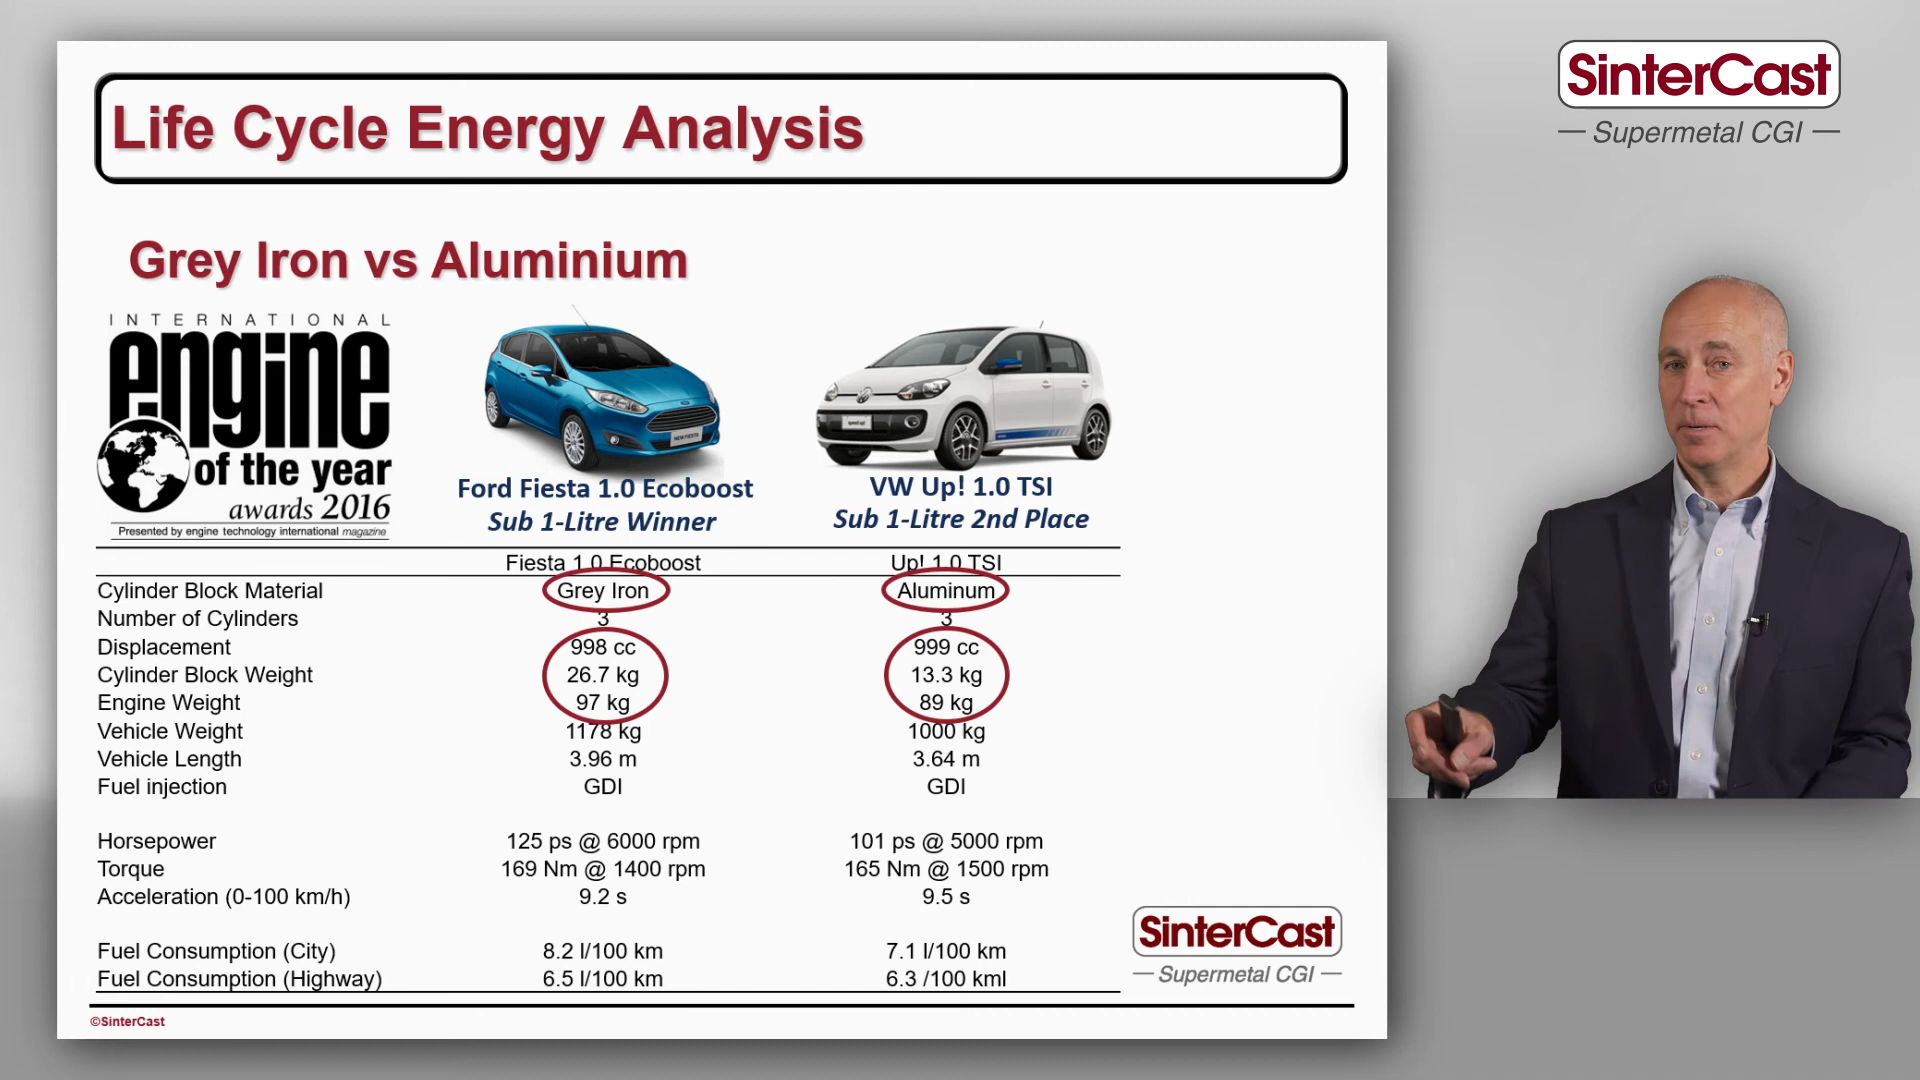 SinterCast
Supermetal CGI
Life Cycle Energy Analysis
Grey Iron vs Aluminium
INTERNATIONAL
engine
of the year
awards 2016
Presented by engine technology international magazine
NEW FIESTA
speed up!
Ford Fiesta 1.0 Ecoboost
Sub 1-Litre Winner
VW Up! 1.0 TSI
Sub 1-Litre 2nd Place
Fiesta 1.0 Ecoboost Up! 1.0 TSI
Cylinder Block Material Grey Iron Aluminum
Number of Cylinders 3 3
Displacement 998 cc 999 cc
Cylinder Block Weight 26.7 kg 13.3 kg
Engine Weight 97 kg 89 kg
Vehicle Weight 1178 kg 1000 kg
Vehicle Length 3.96 m 3.64 m
Fuel injection GDI GDI
Horsepower 125 ps @ 6000 rpm 101 ps @ 5000 rpm
Torque 169 Nm @ 1400 rpm 165 Nm @ 1500 rpm
Acceleration (0-100 km/h) 9.2 s 9.5 s
Fuel Consumption (City) 8.2 l/100 km 7.1 l/100 km
Fuel Consumption (Highway) 6.5 l/100 km 6.3 /100 kml
SinterCast
Supermetal CGI
©SinterCast